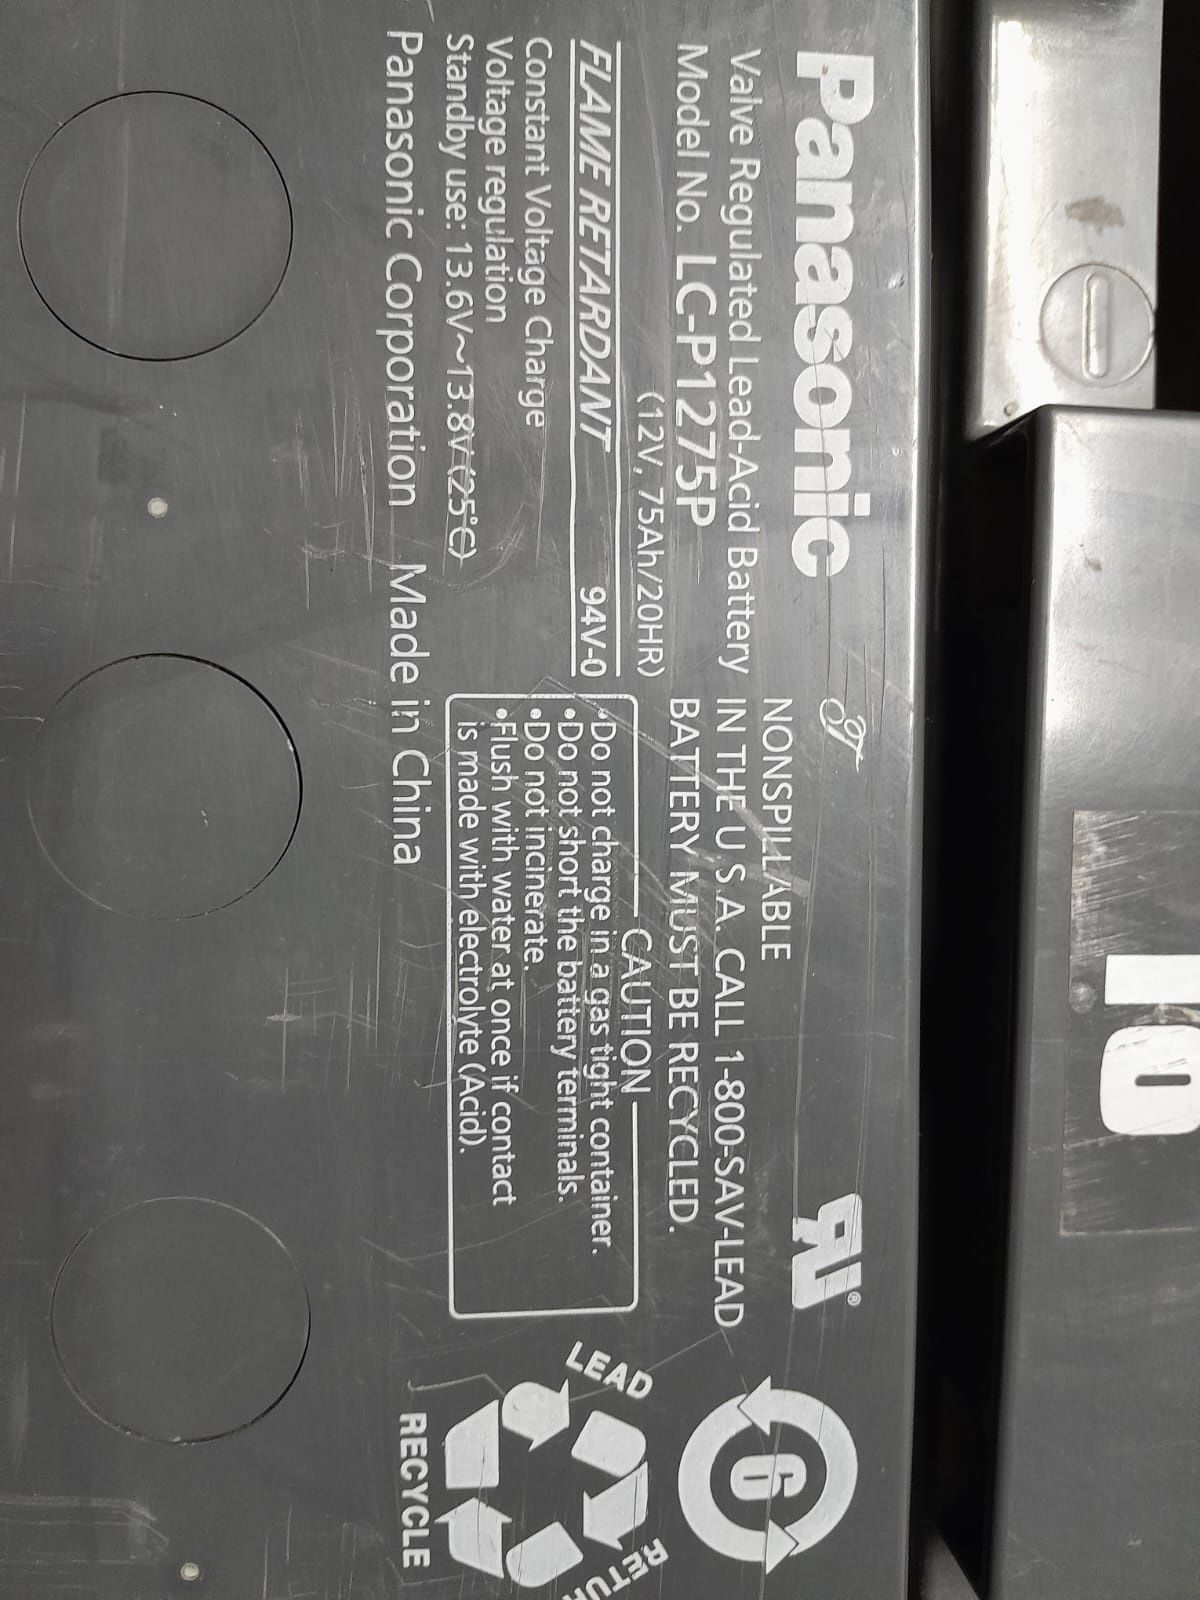 Panasonic
Valve Regulated Lead-Acid Battery
Model No. LC-P1275P
(12V, 75Ah/20HR)
FLAME RETARDANT 94V-0
Constant Voltage Charge
Voltage regulation
Standby use: 13.6V~13.8V(25℃)
Panasonic Corporation Made in China
NONSPILLABLE
IN THE U S A. CALL 1-800-SAV-LEAD
BATTERY MUST BE RECYCLED.
CAUTION
•Do not charge in a gas tight container.
•Do not short the battery terminals.
•Do not incinerate.
•Flush with water at once if contact
is made with electrolyte (Acid).
®
6
LEAD
RETUR
RECYCLE
10